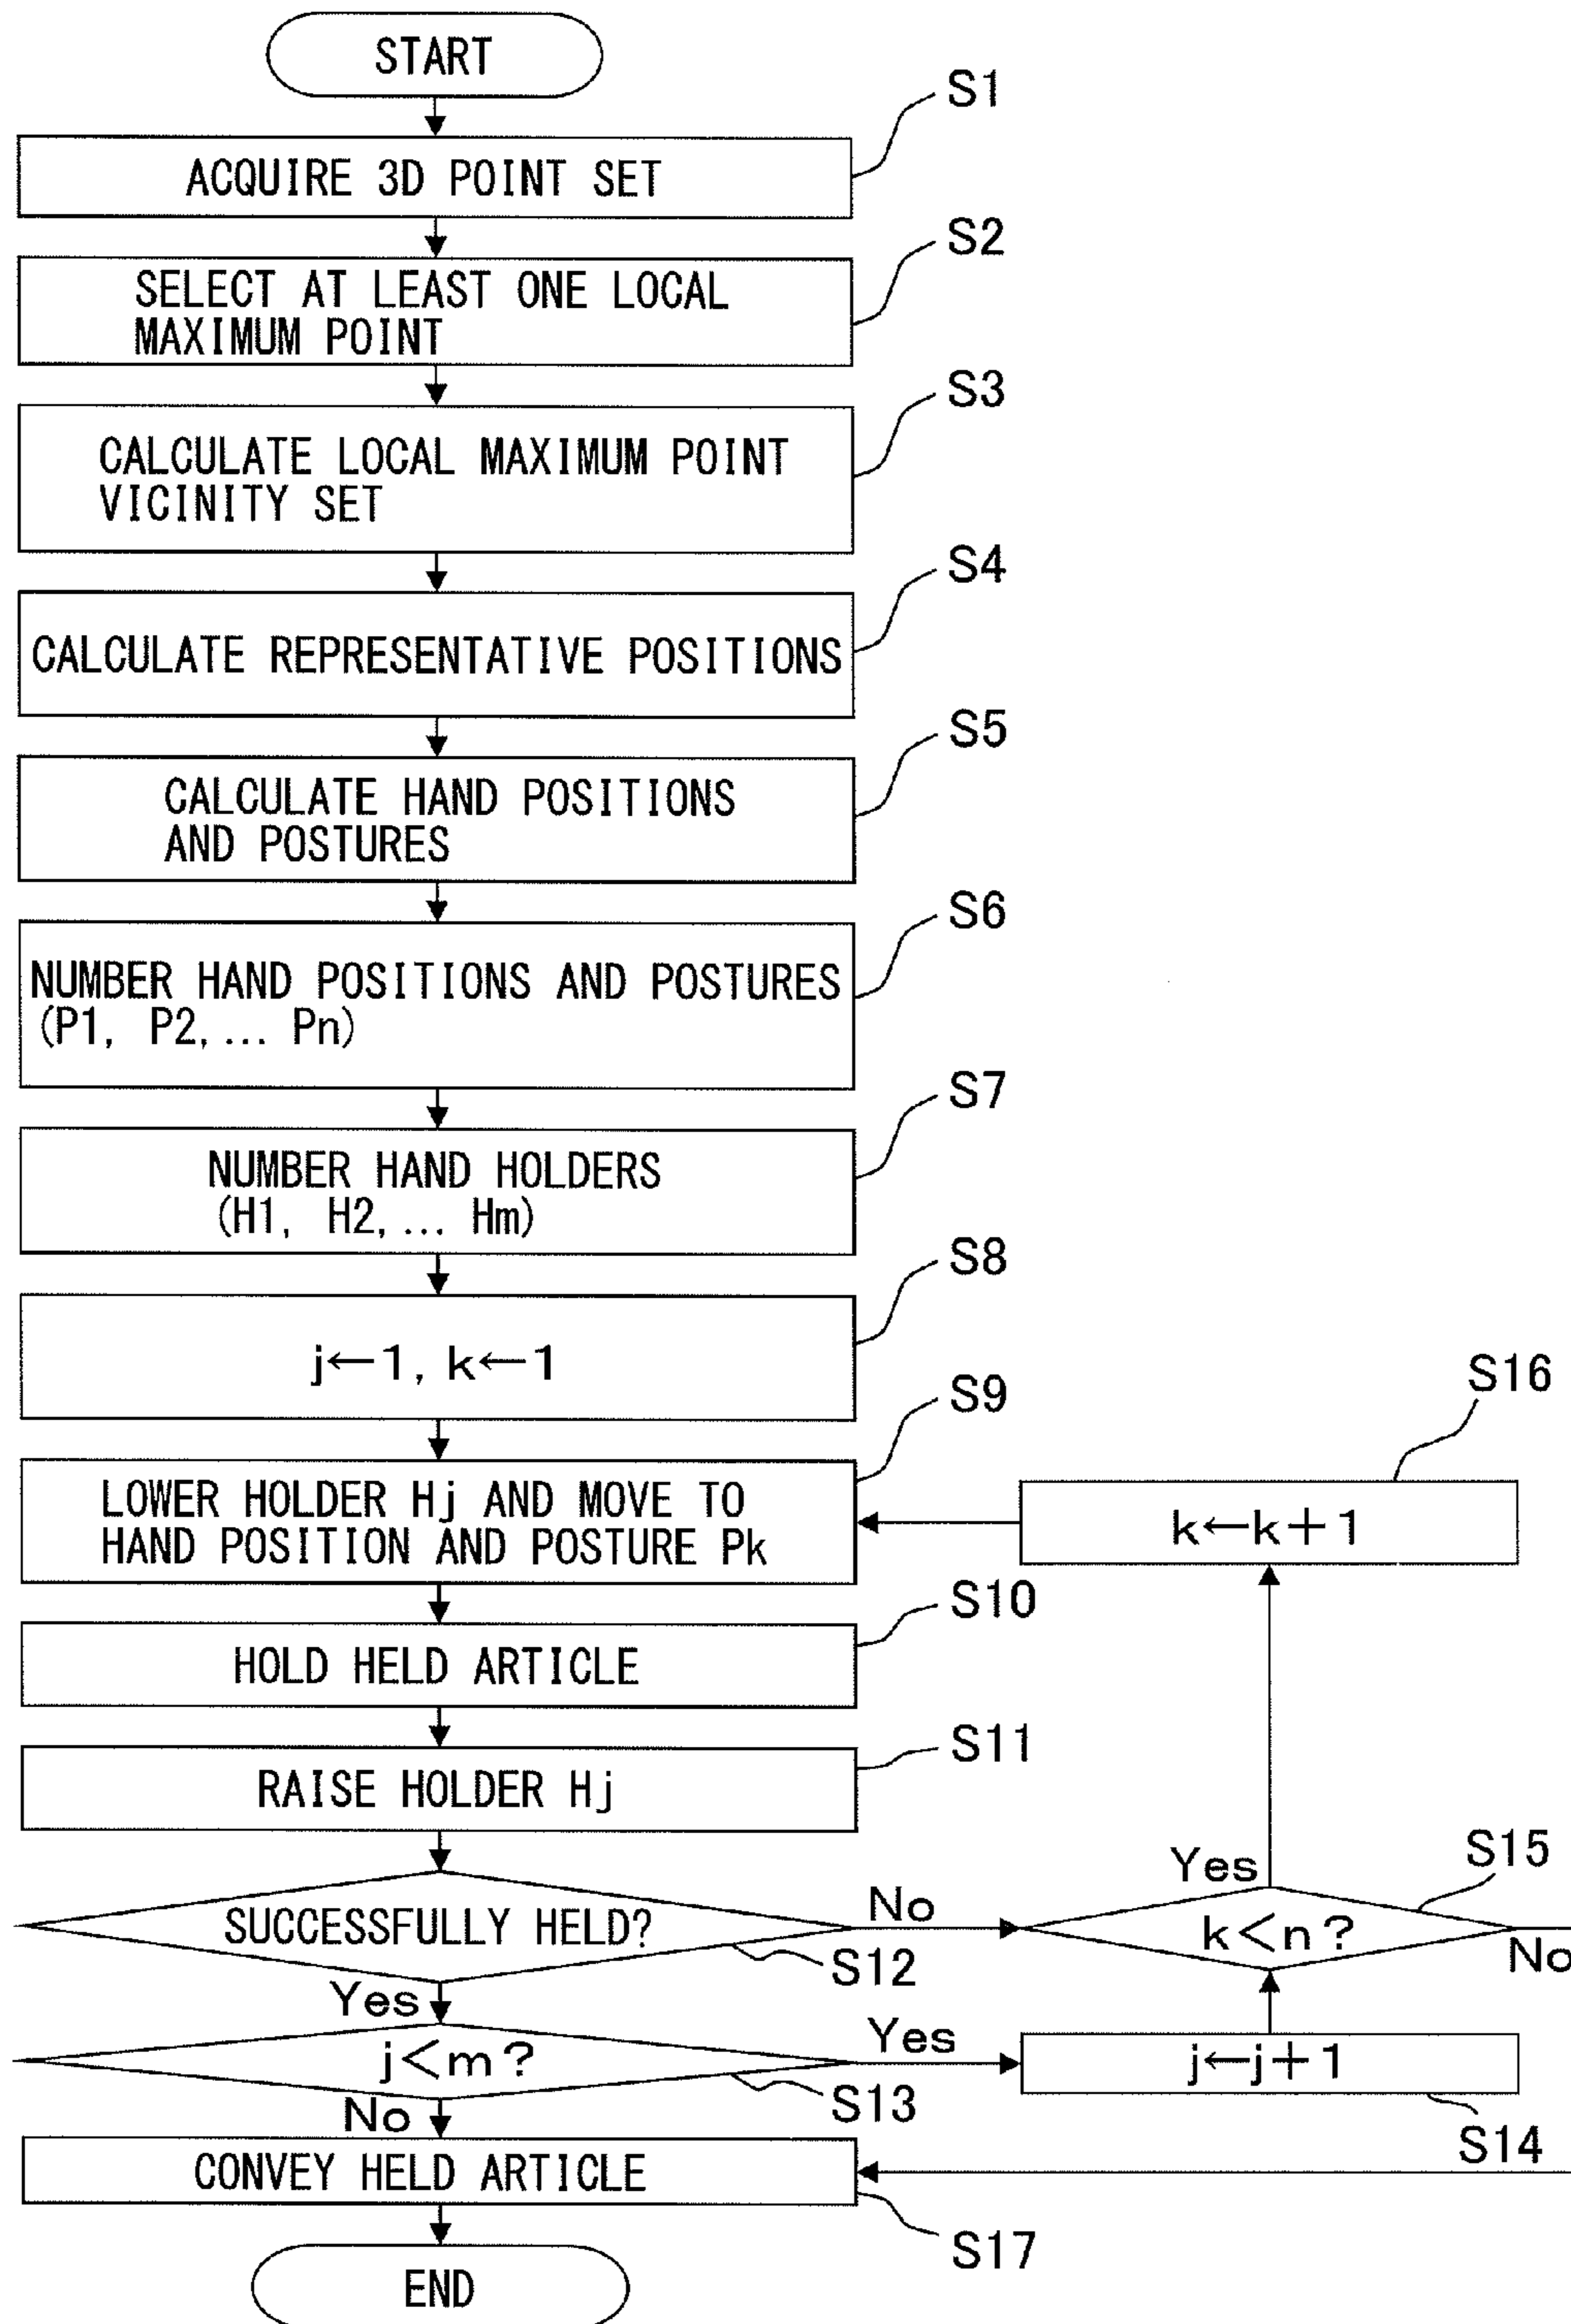 START
S1
ACQUIRE 3D POINT SET
S2
SELECT AT LEAST ONE LOCAL
MAXIMUM POINT
S3
CALCULATE LOCAL MAXIMUM POINT
VICINITY SET
S4
CALCULATE REPRESENTATIVE POSITIONS
S5
CALCULATE HAND POSITIONS
AND POSTURES
S6
NUMBER HAND POSITIONS AND POSTURES
(P1, P2,... Pn)
S7
NUMBER HAND HOLDERS
(H1, H2,... Hm)
S8
j←1, k←1
S9
LOWER HOLDER Hj AND MOVE TO
HAND POSITION AND POSTURE Pk
S16
k←k+1
S10
HOLD HELD ARTICLE
S11
RAISE HOLDER Hj
SUCCESSFULLY HELD?
S12
No
Yes
S15
k<n?
No
Yes
j<m?
S13
Yes
j←j+1
S14
No
CONVEY HELD ARTICLE
S17
END